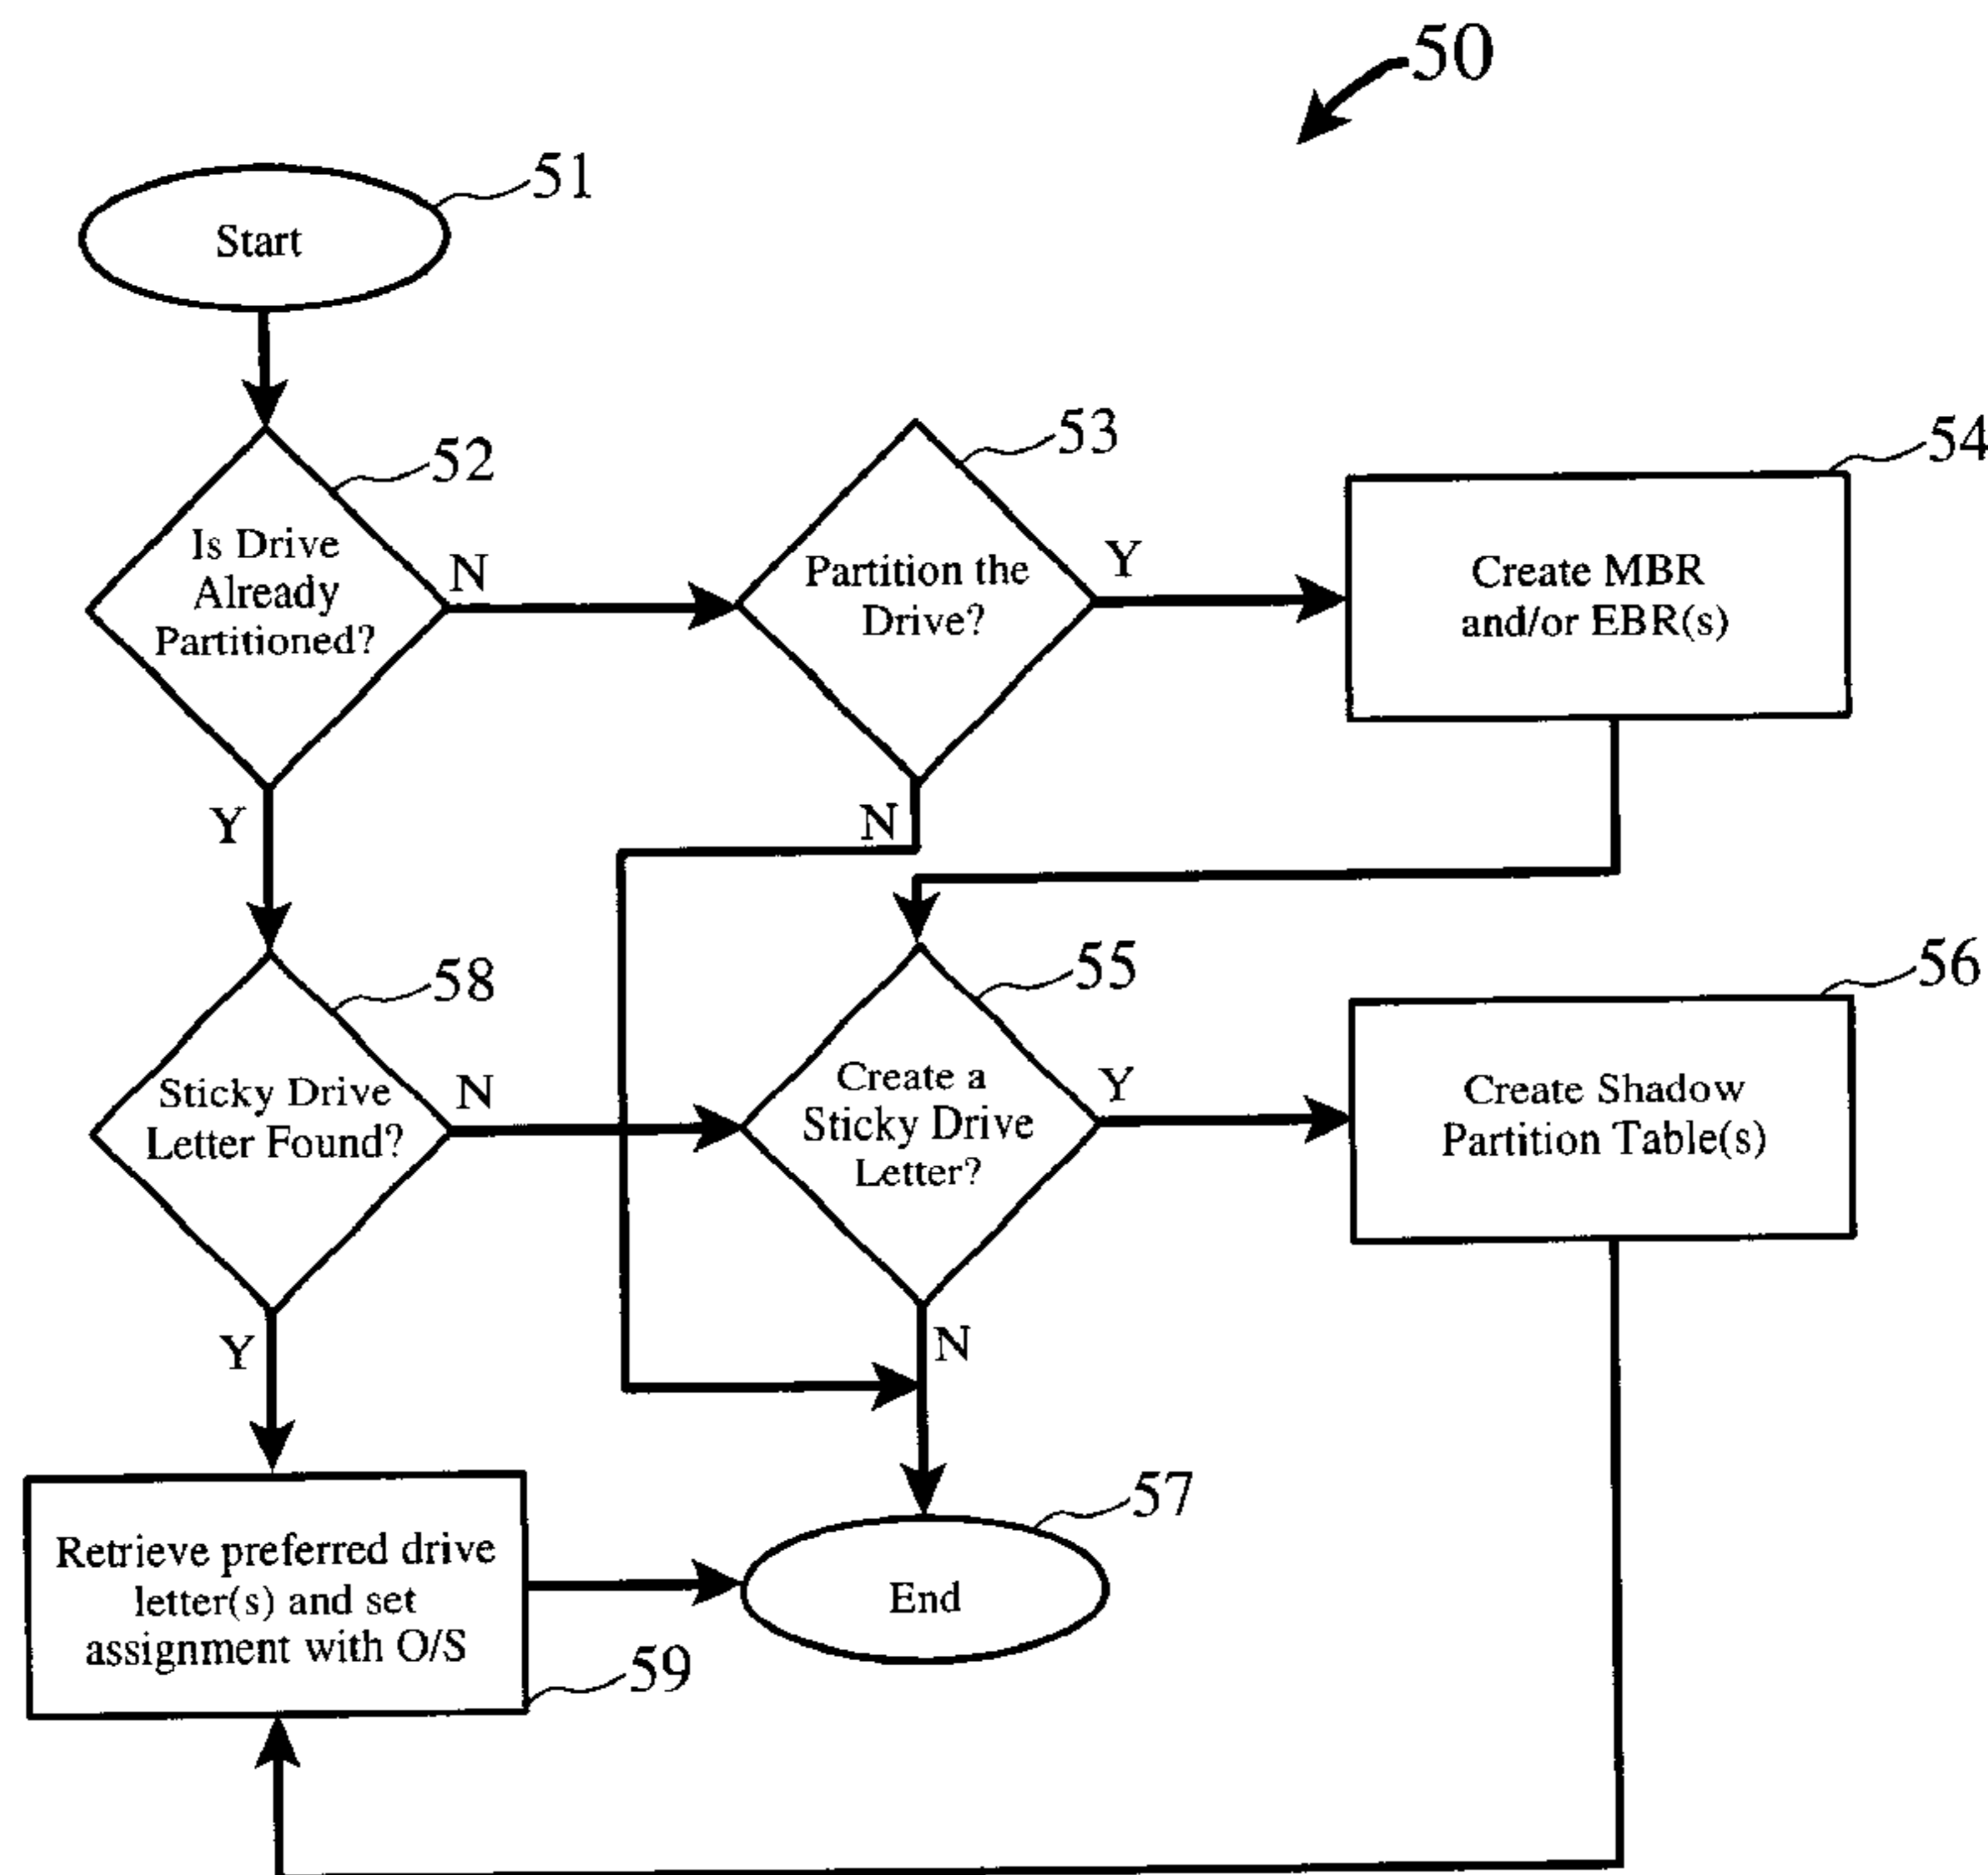 50
51
Start
52
Is Drive
Already
Partitioned?
N
Y
53
Partition the
Drive?
Y
N
54
Create MBR
and/or EBR(s)
58
Sticky Drive
Letter Found?
N
Y
55
Create a
Sticky Drive
Letter?
Y
N
56
Create Shadow
Partition Table(s)
Retrieve preferred drive
letter(s) and set
assignment with O/S
59
57
End